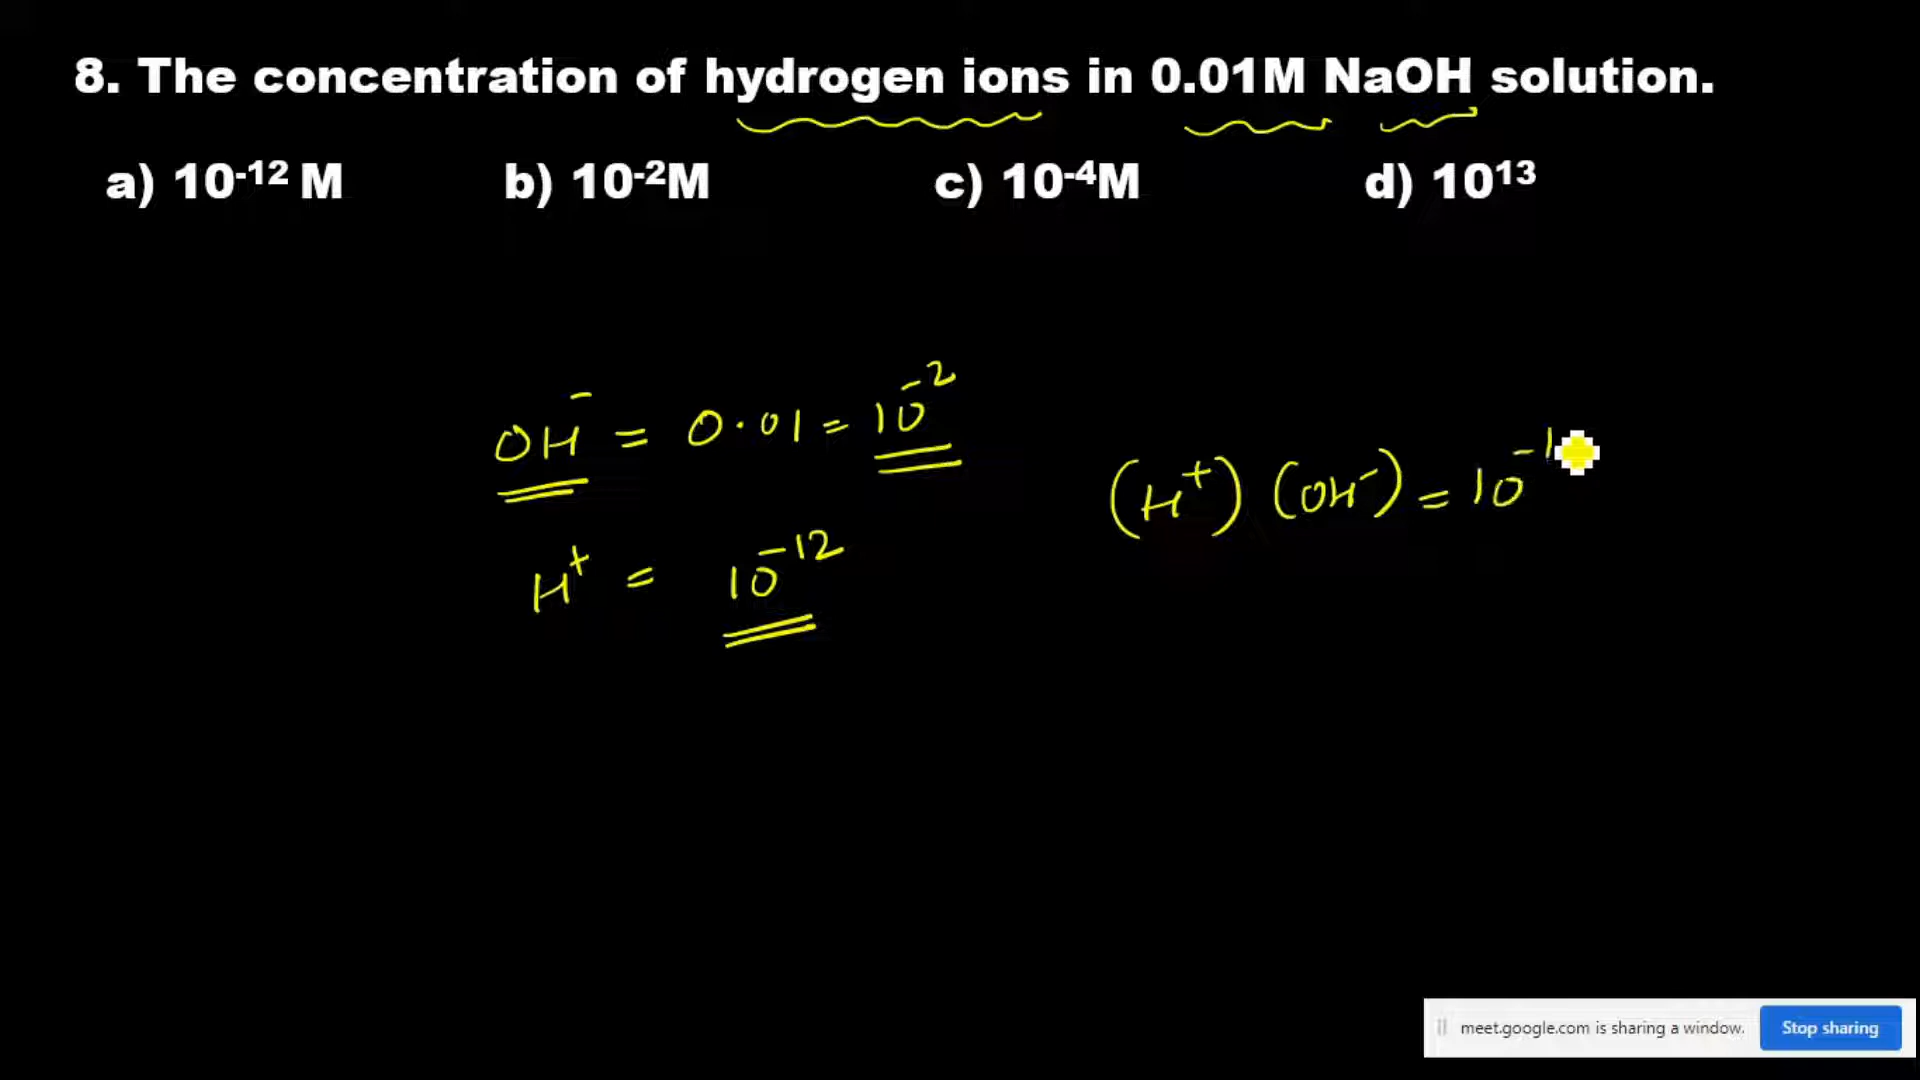 8. The concentration of hydrogen ions in 0.01M NaOH solution.
a) 10⁻¹² M b) 10⁻²M c) 10⁻⁴M d) 10¹³
OH⁻ = 0.01 = 10⁻²
(H⁺) (OH⁻) = 10⁻¹
H⁺ = 10⁻¹²
meet.google.com is sharing a window. Stop sharing